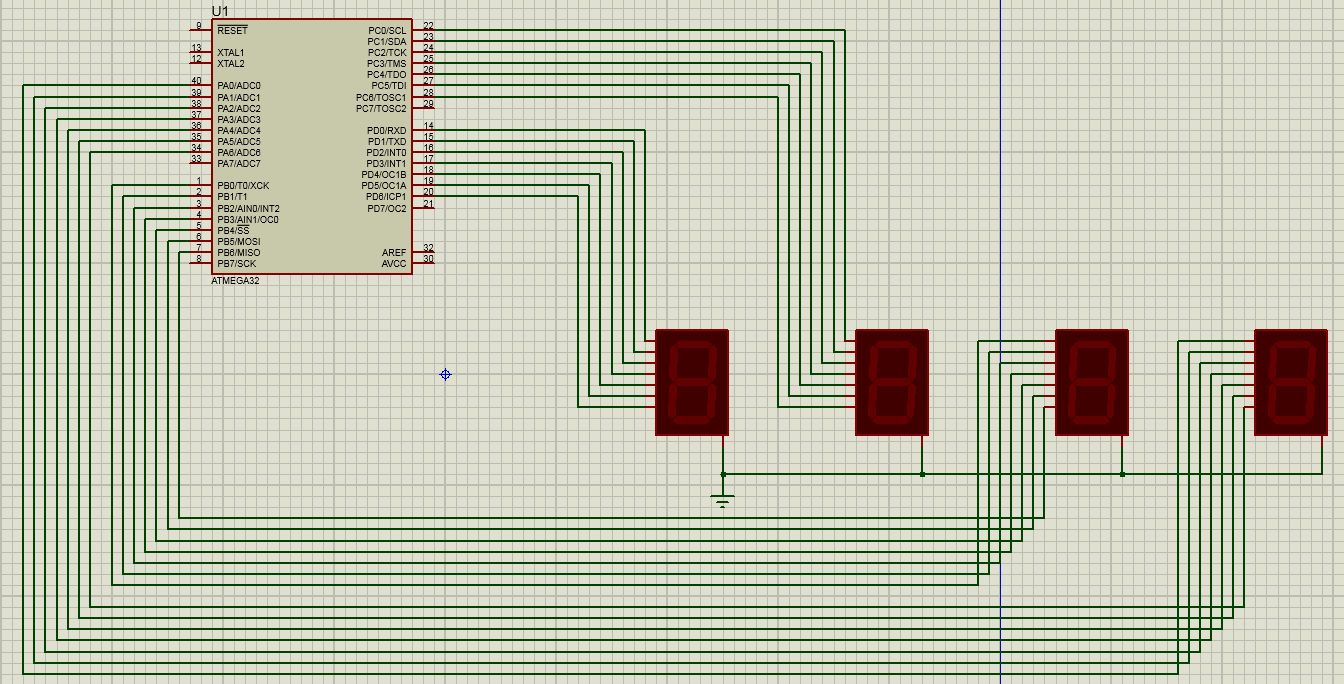 U1
9 RESET
13 XTAL1
12 XTAL2
40 PA0/ADC0
39 PA1/ADC1
38 PA2/ADC2
37 PA3/ADC3
36 PA4/ADC4
35 PA5/ADC5
34 PA6/ADC6
33 PA7/ADC7
1 PB0/T0/XCK
2 PB1/T1
3 PB2/AIN0/INT2
4 PB3/AIN1/OC0
5 PB4/SS
6 PB5/MOSI
7 PB6/MISO
8 PB7/SCK
PC0/SCL 22
PC1/SDA 23
PC2/TCK 24
PC3/TMS 25
PC4/TDO 26
PC5/TDI 27
PC6/TOSC1 28
PC7/TOSC2 29
PD0/RXD 14
PD1/TXD 15
PD2/INT0 16
PD3/INT1 17
PD4/OC1B 18
PD5/OC1A 19
PD6/ICP1 20
PD7/OC2 21
AREF 32
AVCC 30
ATMEGA32